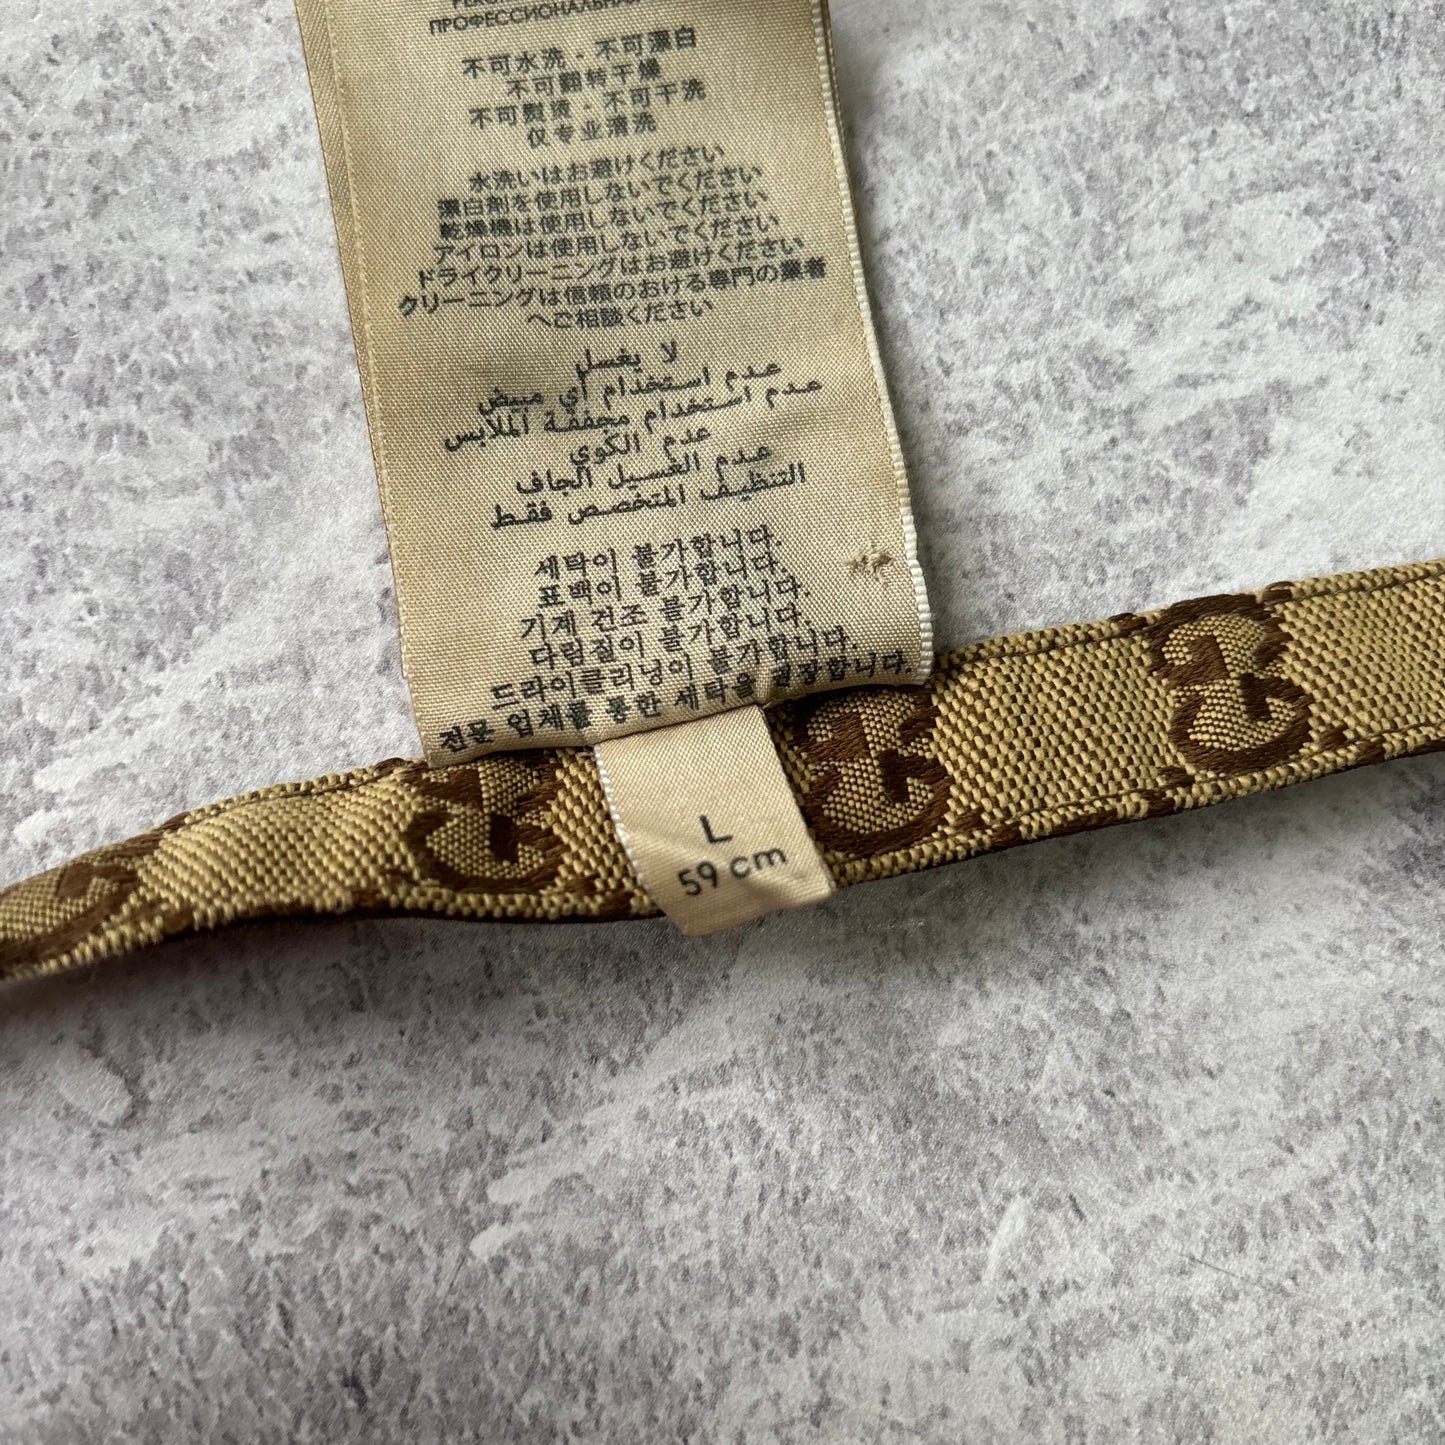 ПРОФЕССИОНАЛЬНАЯ
不可水洗 - 不可漂白
不可翻转干燥
不可熨烫 - 不可干洗
仅专业清洗
水洗いはお避けください
漂白剤を使用しないでください
乾燥機は使用しないでください
アイロンは使用しないでください
ドライクリーニングはお避けください
クリーニングは信頼のおける専門の業者
へご相談ください
لا يغسل
عدم استخدام أي مبيض
عدم استخدام مجففة الملابس
عدم الكوي
عدم الغسيل الجاف
التنظيف المتخصص فقط
세탁이 불가합니다.
표백이 불가합니다.
기계 건조 불가합니다.
다림질이 불가합니다.
드라이클리닝이 불가합니다.
전문 업체를 통한 세탁을 권장합니다.
L
59 cm